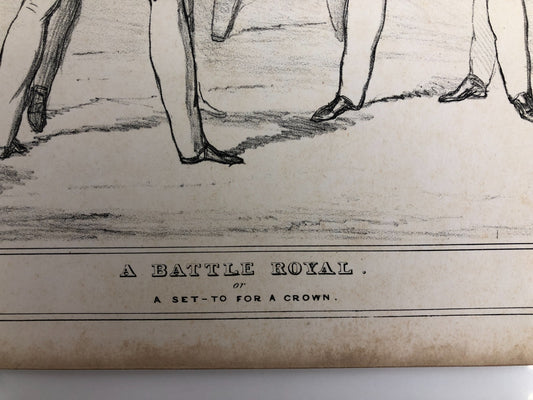 A BATTLE ROYAL.
or
A SET-TO FOR A CROWN.